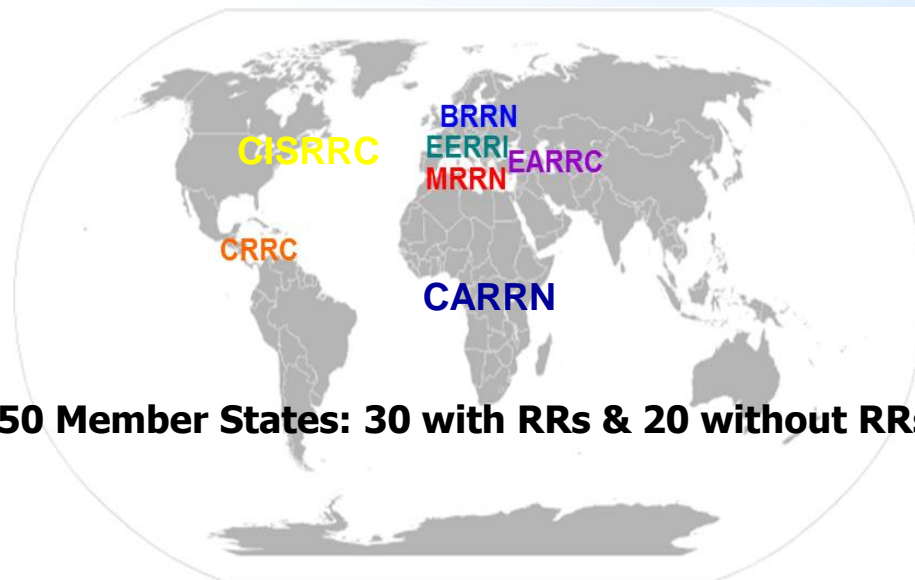 BRRN
CISRRC
EERRI
EARRC
MRRN
CRRC
CARRN
50 Member States: 30 with RRs & 20 without RRs